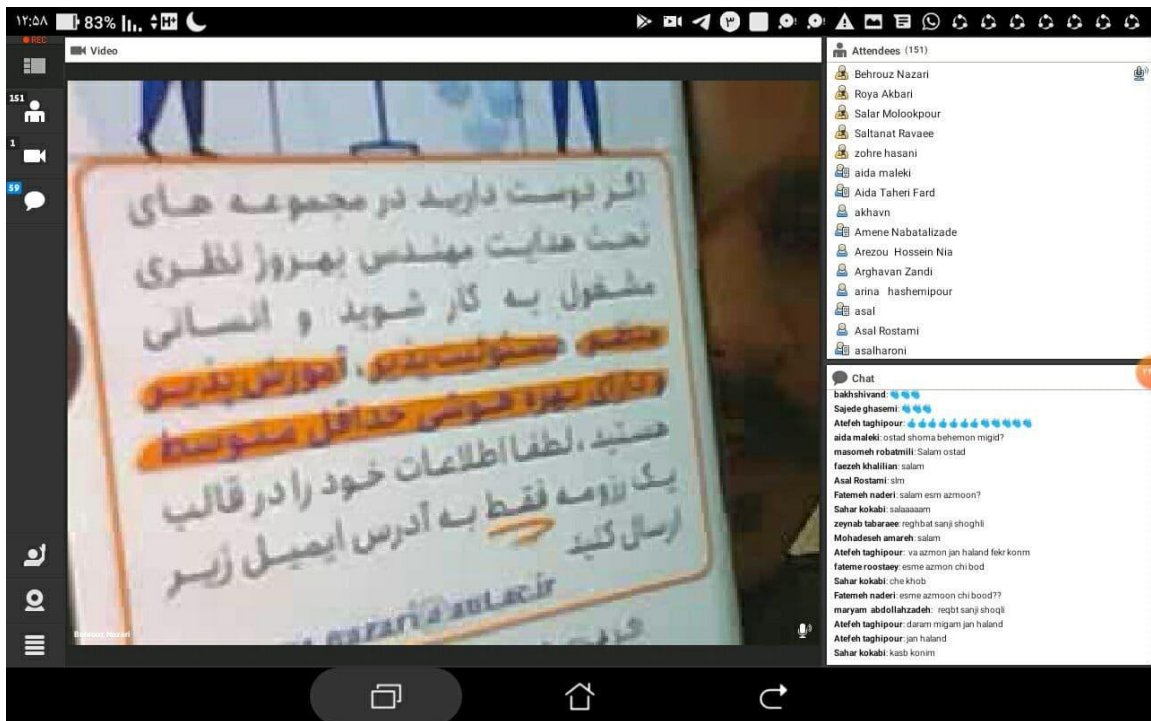 ۱۲:۵۸
83%
H+
۳
REC
Video
151
1
59
اگر دوست دارید در مجموعه های
تحت هدایت مهندس بهروز نظری
مشغول به کار شوید و انسانی
منظم مسئولیت‌پذیر، آموزش پذیر
و دارای بهره هوشی حداقل متوسط
هستید، لطفا اطلاعات خود را در قالب
یک رزومه فقط به آدرس ایمیل زیر
ارسال کنید
nazari@aut.ac.ir
Behrouz Nazari
Attendees (151)
Behrouz Nazari
Roya Akbari
Salar Molookpour
Saltanat Ravaee
zohre hasani
aida maleki
Aida Taheri Fard
akhavn
Amene Nabatalizade
Arezou Hossein Nia
Arghavan Zandi
arina hashemipour
asal
Asal Rostami
asalharoni
Chat
bakhshivand:
Sajede ghasemi:
Atefeh taghipour:
aida maleki: ostad shoma behemon migid?
masomeh robatmili: Salam ostad
faezeh khalilian: salam
Asal Rostami: slm
Fatemeh naderi: salam esm azmoon?
Sahar kokabi: salaaaaam
zeynab tabaraee: reghbat sanji shoghli
Mohadeseh amareh: salam
Atefeh taghipour: va azmon jan haland fekr konm
fateme roostaey: esme azmon chi bod
Sahar kokabi: che khob
Fatemeh naderi: esme azmoon chi bood??
maryam abdollahzadeh: reqbt sanji shoqli
Atefeh taghipour: daram migam jan haland
Atefeh taghipour: jan haland
Sahar kokabi: kasb konim